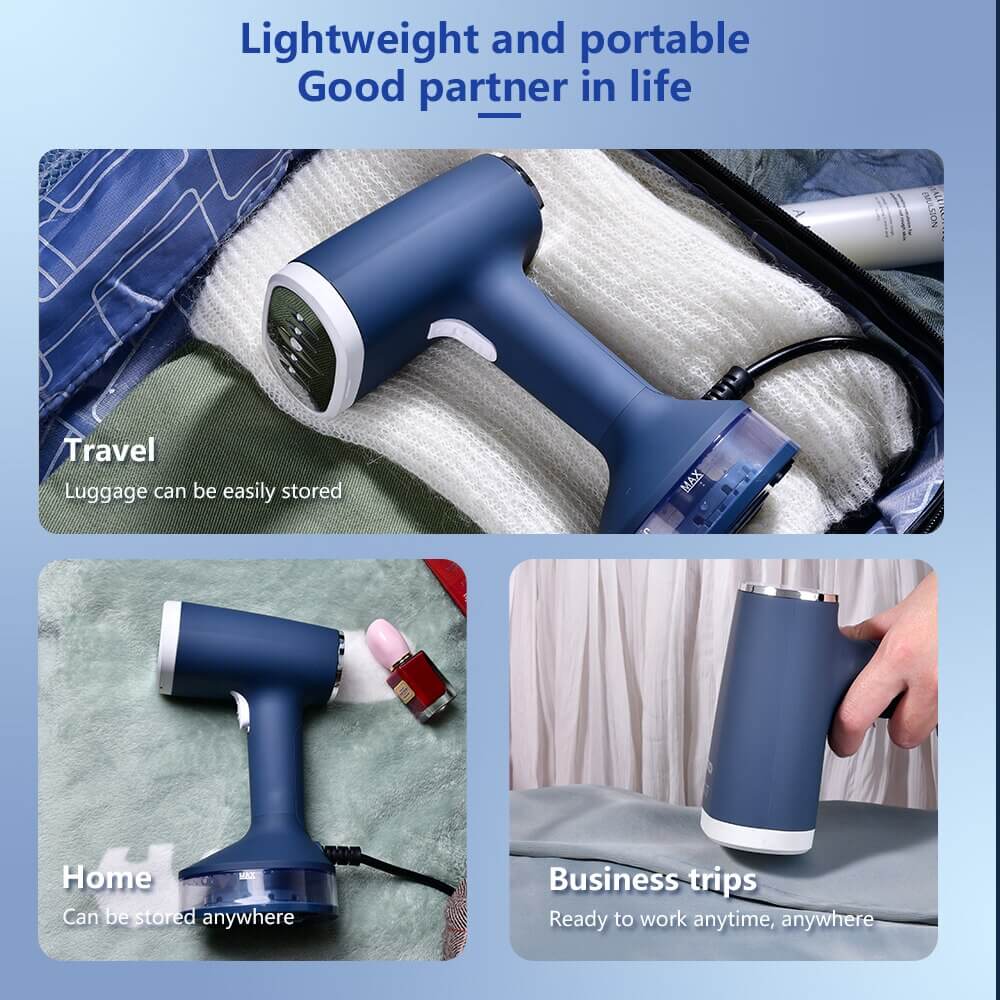 Lightweight and portable
Good partner in life
EMULSION
MAX
Travel
Luggage can be easily stored
MAX
Home
Can be stored anywhere
Business trips
Ready to work anytime, anywhere